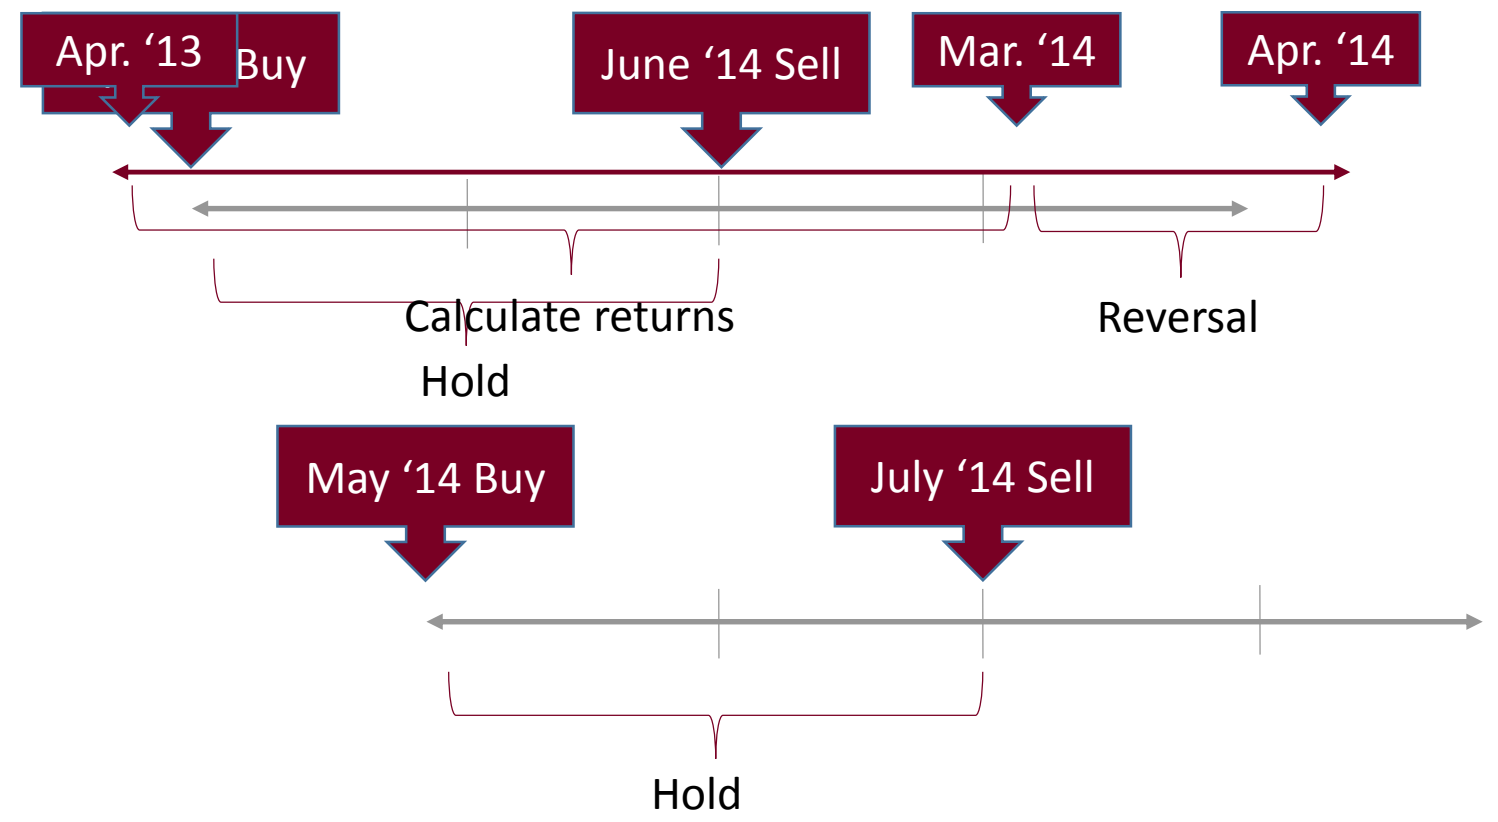 Apr. ‘13
Buy
June ‘14 Sell
Mar. ‘14
Apr. ‘14
Calculate returns
Reversal
Hold
May ‘14 Buy
July ‘14 Sell
Hold